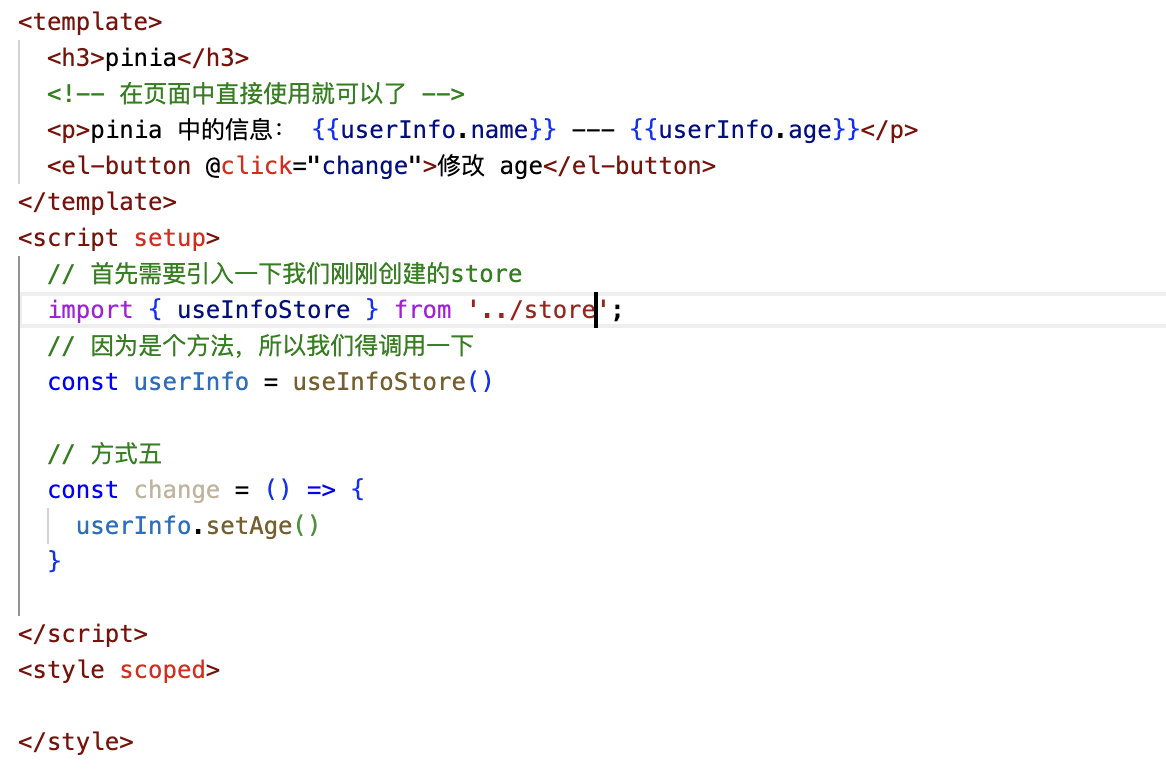 <template>
<h3>pinia</h3>
<!-- 在页面中直接使用就可以了 -->
<p>pinia 中的信息： {{userInfo.name}} --- {{userInfo.age}}</p>
<el-button @click="change">修改 age</el-button>
</template>
<script setup>
// 首先需要引入一下我们刚刚创建的store
import { useInfoStore } from '../store';
// 因为是个方法，所以我们得调用一下
const userInfo = useInfoStore()
// 方式五
const change = () => {
userInfo.setAge()
}
</script>
<style scoped>
</style>